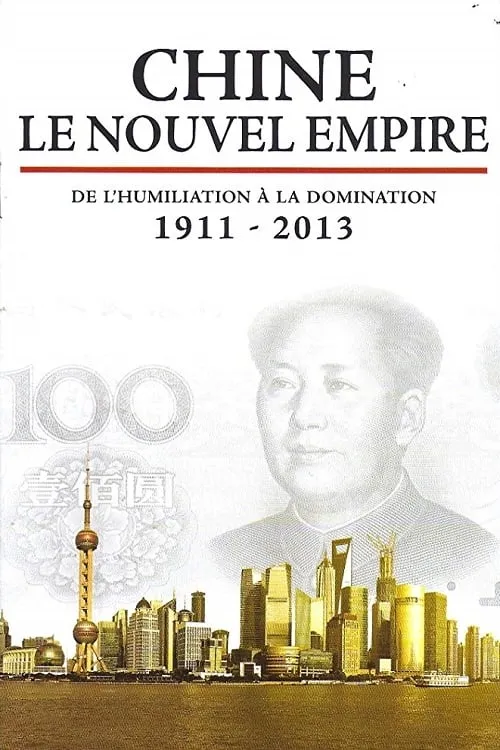 CHINE
LE NOUVEL EMPIRE
DE L'HUMILIATION À LA DOMINATION
1911 - 2013
100
壹佰圆